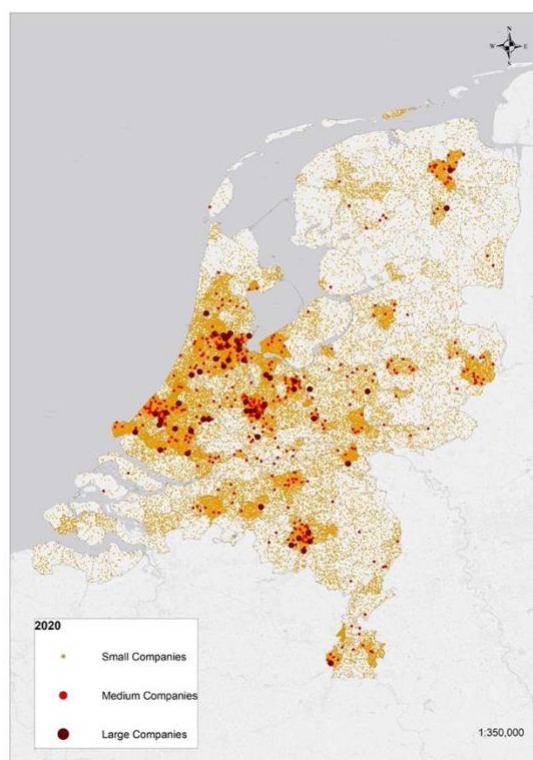 N
W E
S
2020
Small Companies
Medium Companies
Large Companies
1:350,000